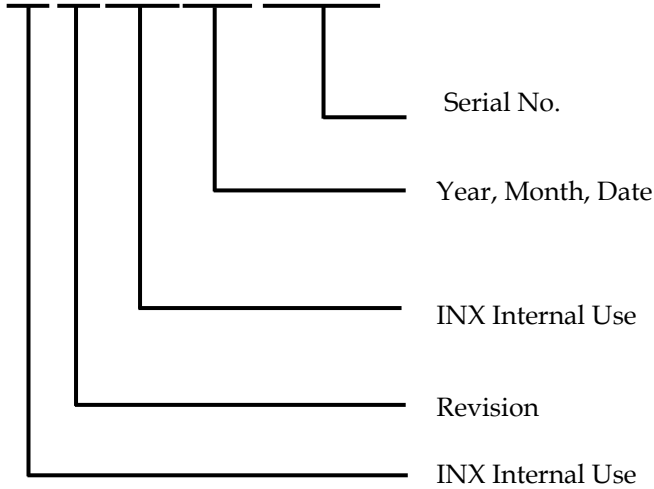 Serial No.
Year, Month, Date
INX Internal Use
Revision
INX Internal Use